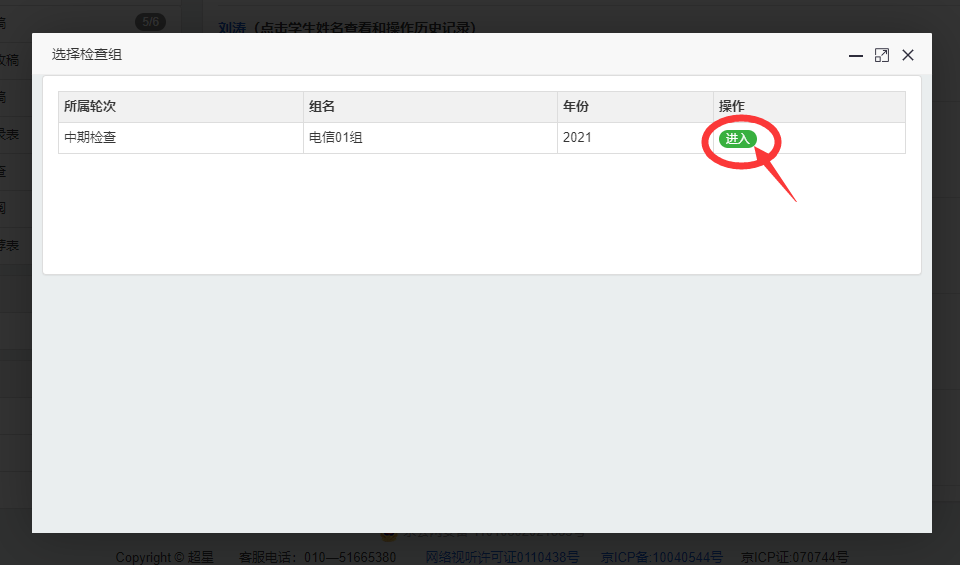 5/6
刘涛（点击学生姓名查看和操作历史记录）
选择检查组
所属轮次 组名 年份 操作
中期检查 电信01组 2021 进入
稿
录表
查
Copyright © 超星 客服电话：010—51665380 网络视听许可证0110438号 京ICP备:10040544号 京ICP证:070744号